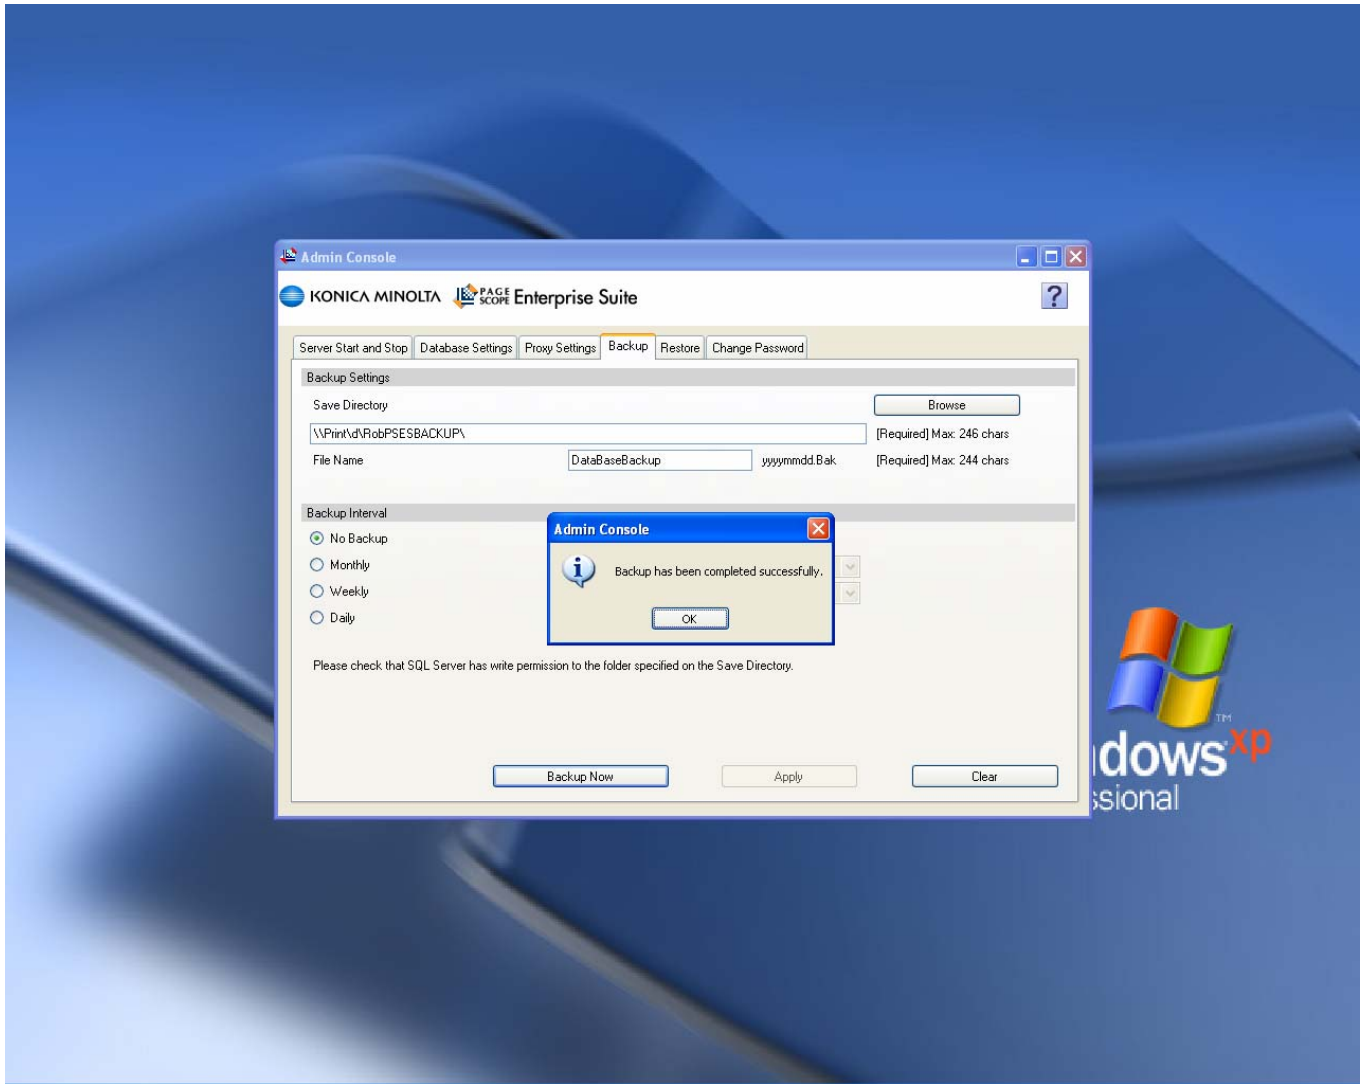 Admin Console
KONICA MINOLTA PAGE SCOPE Enterprise Suite ?
Server Start and Stop Database Settings Proxy Settings Backup Restore Change Password
Backup Settings
Save Directory Browse
\\Print\d\RobPSESBACKUP\ [Required] Max: 246 chars
File Name DataBaseBackup yyyymmdd.Bak [Required] Max: 244 chars
Backup Interval
No Backup
Monthly
Weekly
Daily
Admin Console
Backup has been completed successfully.
OK
Please check that SQL Server has write permission to the folder specified on the Save Directory.
Backup Now Apply Clear
dows xp
TM
ssional